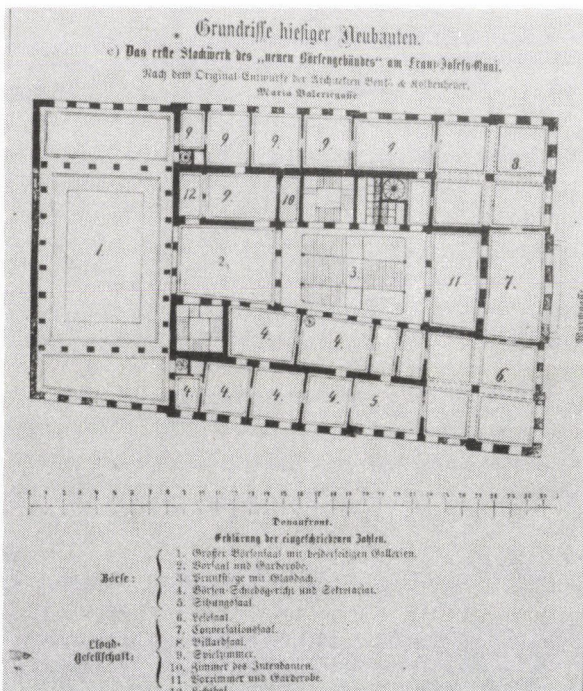 Grundrisse hiesiger Neubauten.
c) Das erste Stockwerk des „neuen Börsengebäudes" am Franz-Josefs-Quai.
Nach dem Original-Entwurfe der Architekten &
Maria Valeriegasse
9 9 9. 9 9 8.
12 9. 10
1. 2. 3 11 7.
4. 4. 6.
4. 4. 4. 4. 5.
Donaufront.
Erklärung der eingeschriebenen Zahlen.
Börse:
1. Großer Börsensaal mit beiderseitigen Gallerien.
2. Vorsaal und Garderobe.
3. mit Glasdach.
4. Börsen-Schiedsgericht und Sekretariat.
5. Sitzungssaal.
Lloyd-Gesellschaft:
6. Lesesaal.
7. Conversationssaal.
8. Billardsaal.
9. Spielzimmer.
10. Zimmer des Intendanten.
11. Vorzimmer und Garderobe.
12.